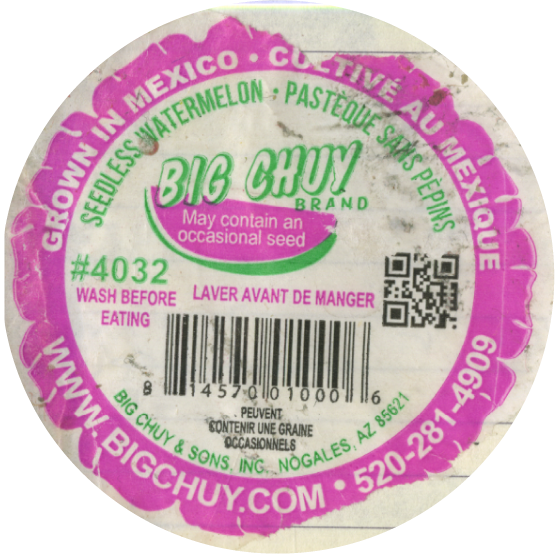 GROWN IN MEXICO • CULTIVÉ AU MEXIQUE
SEEDLESS WATERMELON • PASTÈQUE SANS PÉPINS
BIG CHUY
BRAND
May contain an
occasional seed
#4032
WASH BEFORE
EATING
LAVER AVANT DE MANGER
8 14570 01000 6
PEUVENT
CONTENIR UNE GRAINE
OCCASIONNELS
BIG CHUY & SONS, INC. NOGALES, AZ 85621
WWW.BIGCHUY.COM • 520-281-4909